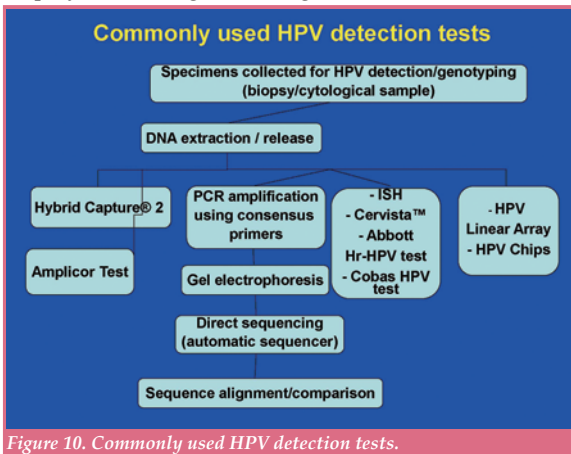 Commonly used HPV detection tests
Specimens collected for HPV detection/genotyping
(biopsy/cytological sample)
DNA extraction / release
Hybrid Capture® 2
Amplicor Test
PCR amplification
using consensus
primers
Gel electrophoresis
Direct sequencing
(automatic sequencer)
Sequence alignment/comparison
- ISH
- Cervista™
- Abbott
Hr-HPV test
- Cobas HPV
test
- HPV
Linear Array
- HPV Chips
Figure 10. Commonly used HPV detection tests.